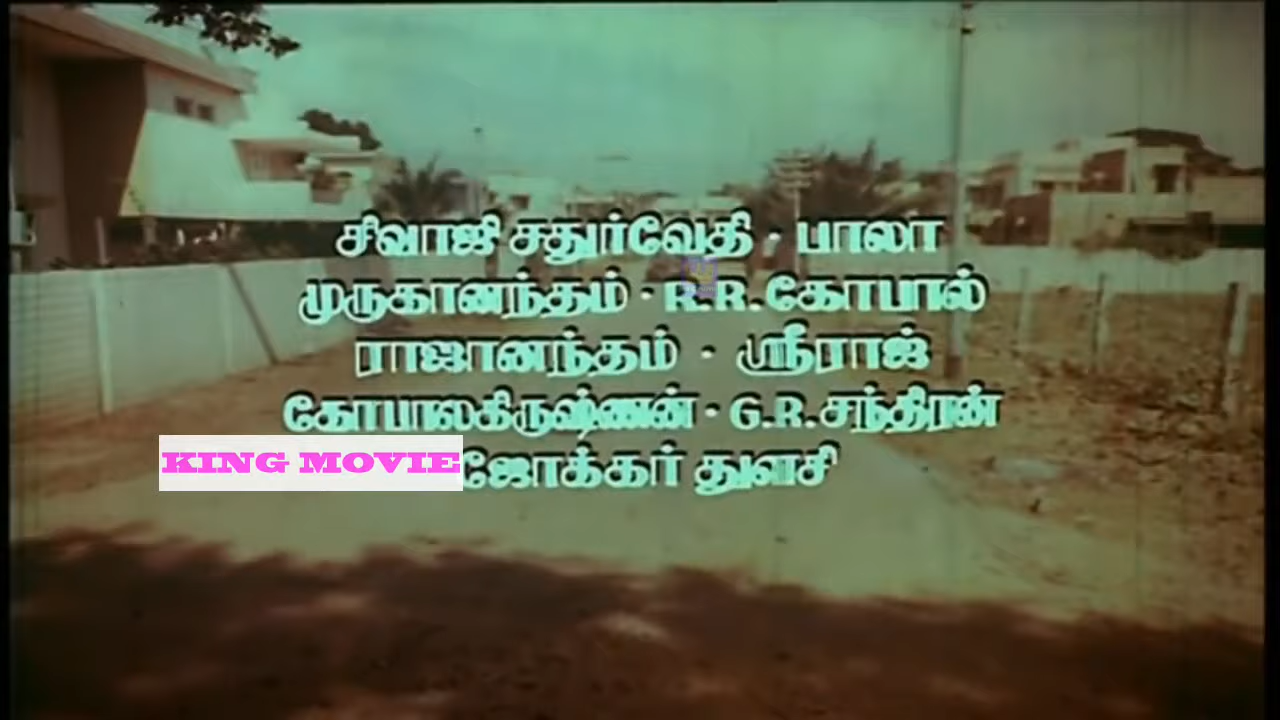 சிவாஜி சதுர்வேதி · பாலா
முருகானந்தம் · R.R.கோபால்
ராஜானந்தம் · ஸ்ரீராஜ்
கோபாலகிருஷ்ணன் · G.R.சந்திரன்
KING MOVIE ஜோக்கர் துளசி